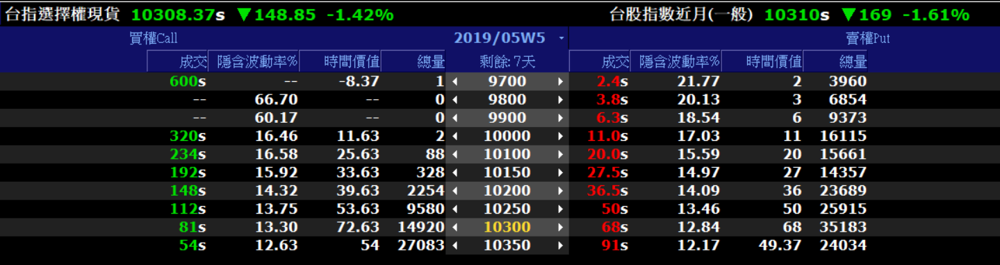 台指選擇權現貨 10308.37s ▼148.85 -1.42% 台股指數近月(一般) 10310s ▼169 -1.61%
買權Call 2019/05W5 賣權Put
成交 隱含波動率% 時間價值 總量 剩餘: 7天 成交 隱含波動率% 時間價值 總量
600s -- -8.37 1 9700 2.4s 21.77 2 3960
-- 66.70 -- 0 9800 3.8s 20.13 3 6854
-- 60.17 -- 0 9900 6.3s 18.54 6 9373
320s 16.46 11.63 2 10000 11.0s 17.03 11 16115
234s 16.58 25.63 88 10100 20.0s 15.59 20 15661
192s 15.92 33.63 328 10150 27.5s 14.97 27 14357
148s 14.32 39.63 2254 10200 36.5s 14.09 36 23689
112s 13.75 53.63 9580 10250 50s 13.46 50 25915
81s 13.30 72.63 14920 10300 68s 12.84 68 35183
54s 12.63 54 27083 10350 91s 12.17 49.37 24034